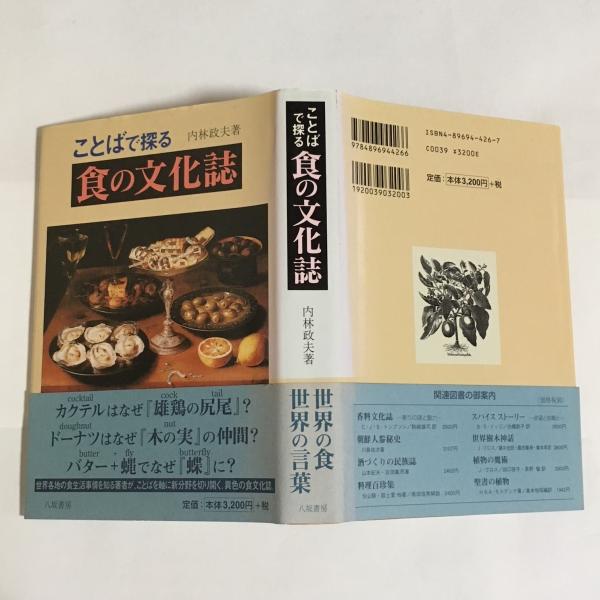 ことばで探る
内林政夫著
食の文化誌
cocktail cock tail
カクテルはなぜ『雄鶏の尻尾』?
doughnut nut
ドーナツはなぜ『木の実』の仲間?
butter fly butterfly
バター+蝿でなぜ『蝶』に?
世界各地の食生活事情を知る著者が、ことばを軸に新分野を切り開く、異色の食文化誌
定価:本体3,200円+税
ことばで探る
食の文化誌
内林政夫著
世界の食
世界の言葉
八坂書房
9784896944266
1920039032003
ISBN4-89694-426-7
C0039 ¥3200E
定価:本体3,200円+税
関連図書の御案内
香料文化誌
朝鮮人蔘秘史
酒づくりの民族誌
料理百珍集
スパイス ストーリー
世界樹木神話
植物の魔術
聖書の植物
八坂書房